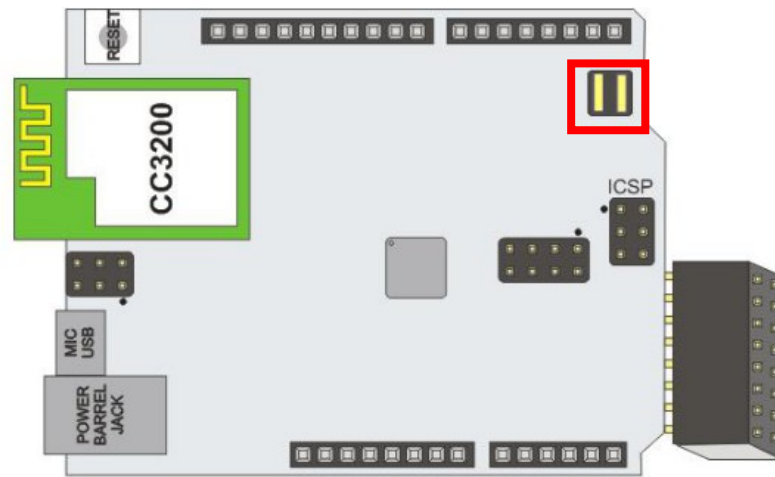 RESET
CC3200
ICSP
MIC
USB
POWER
BARREL
JACK